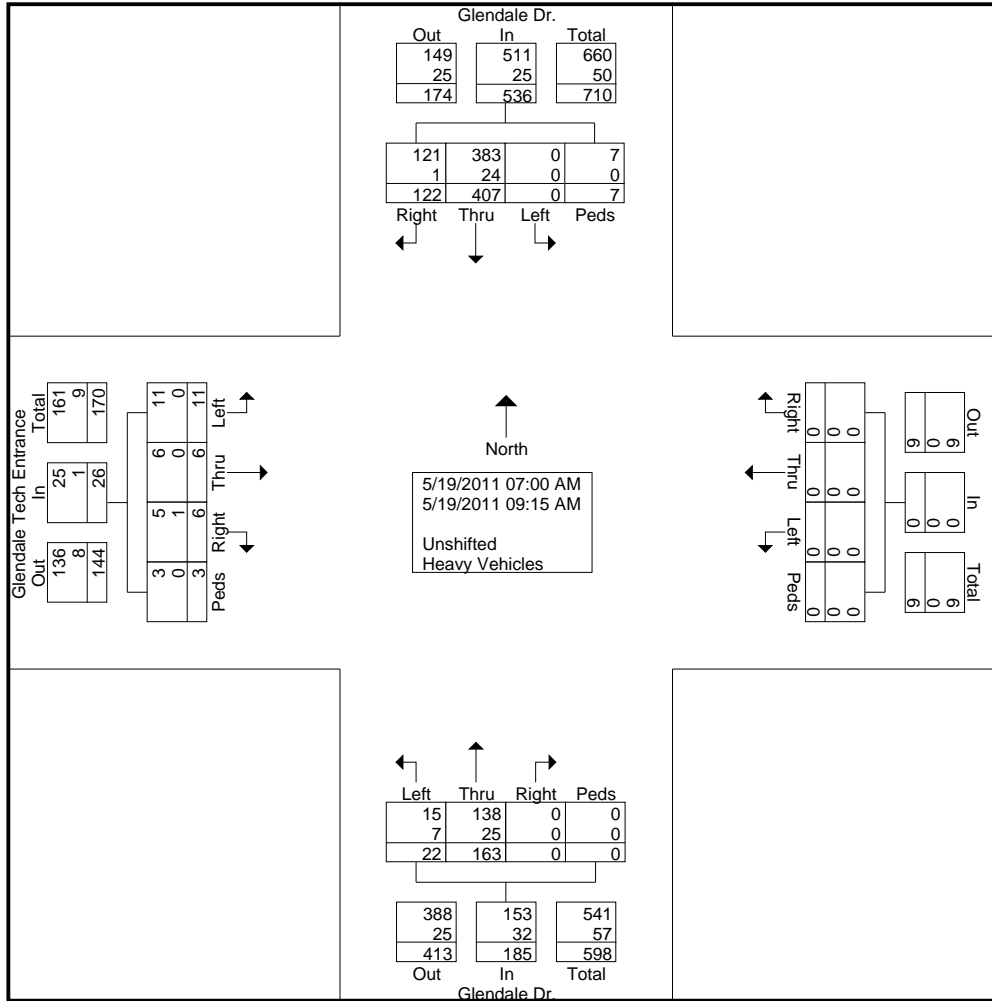 Glendale Dr.
Out In Total
149 511 660
25 25 50
174 536 710
121 383 0 7
1 24 0 0
122 407 0 7
Right Thru Left Peds
Glendale Tech Entrance
Total In Out
161 25 136
9 1 8
170 26 144
11 6 5 3
0 0 1 0
11 6 6 3
Left Thru Right Peds
North
5/19/2011 07:00 AM
5/19/2011 09:15 AM
Unshifted
Heavy Vehicles
Right Thru Left Peds
0 0 0 0
0 0 0 0
0 0 0 0
Out In Total
6 0 6
0 0 0
6 0 6
Left Thru Right Peds
15 138 0 0
7 25 0 0
22 163 0 0
388 153 541
25 32 57
413 185 598
Out In Total
Glendale Dr.